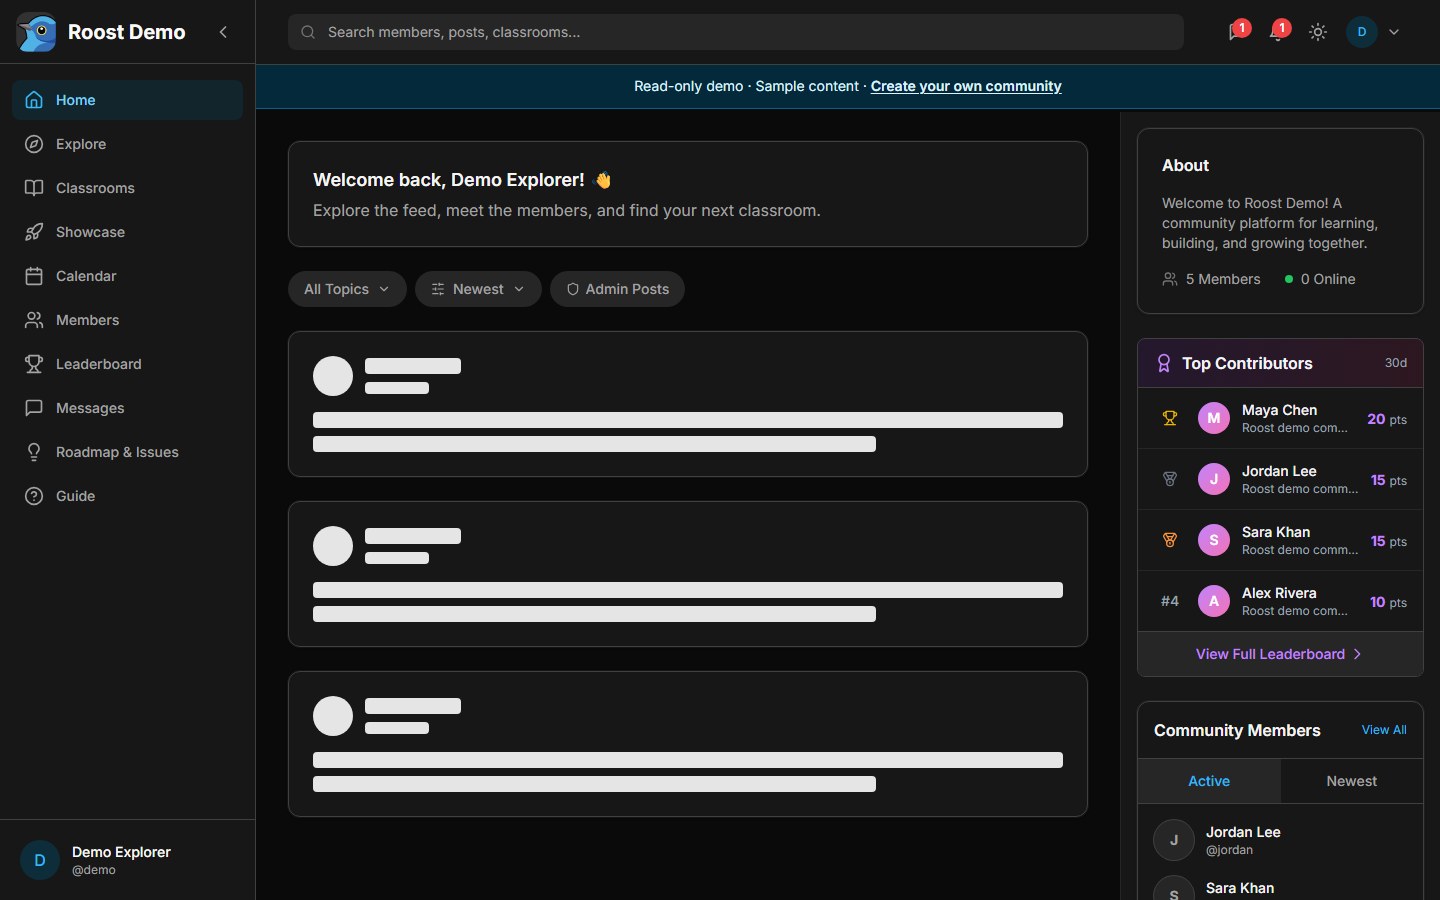 Roost Demo
Search members, posts, classrooms...
1
1
D
Read-only demo · Sample content · Create your own community
Home
Explore
Classrooms
Showcase
Calendar
Members
Leaderboard
Messages
Roadmap & Issues
Guide
D
Demo Explorer
@demo
Welcome back, Demo Explorer! 👋
Explore the feed, meet the members, and find your next classroom.
All Topics
Newest
Admin Posts
About
Welcome to Roost Demo! A
community platform for learning,
building, and growing together.
5 Members
0 Online
Top Contributors
30d
M
Maya Chen
Roost demo com...
20 pts
J
Jordan Lee
Roost demo comm...
15 pts
S
Sara Khan
Roost demo comm...
15 pts
#4
A
Alex Rivera
Roost demo com...
10 pts
View Full Leaderboard
Community Members
View All
Active
Newest
J
Jordan Lee
@jordan
S
Sara Khan